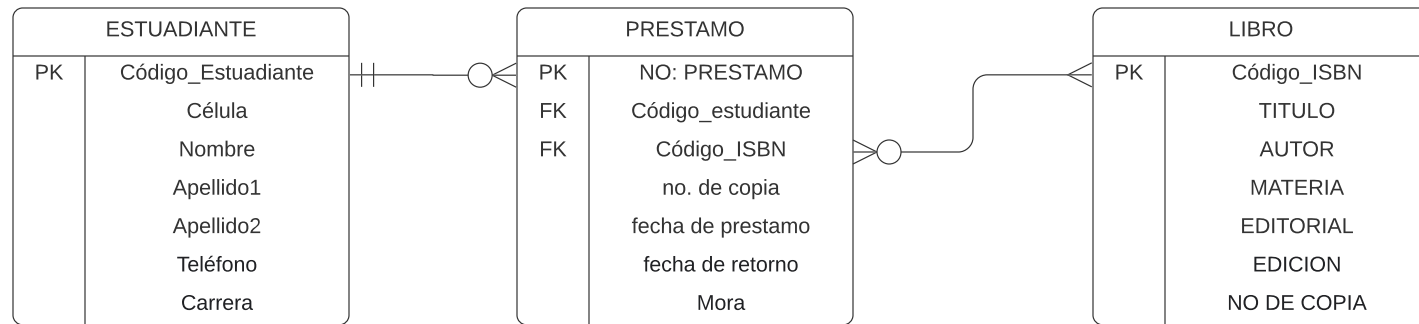 ESTUADIANTE
PK Código_Estuadiante
Célula
Nombre
Apellido1
Apellido2
Teléfono
Carrera
PRESTAMO
PK NO: PRESTAMO
FK Código_estudiante
FK Código_ISBN
no. de copia
fecha de prestamo
fecha de retorno
Mora
LIBRO
PK Código_ISBN
TITULO
AUTOR
MATERIA
EDITORIAL
EDICION
NO DE COPIA